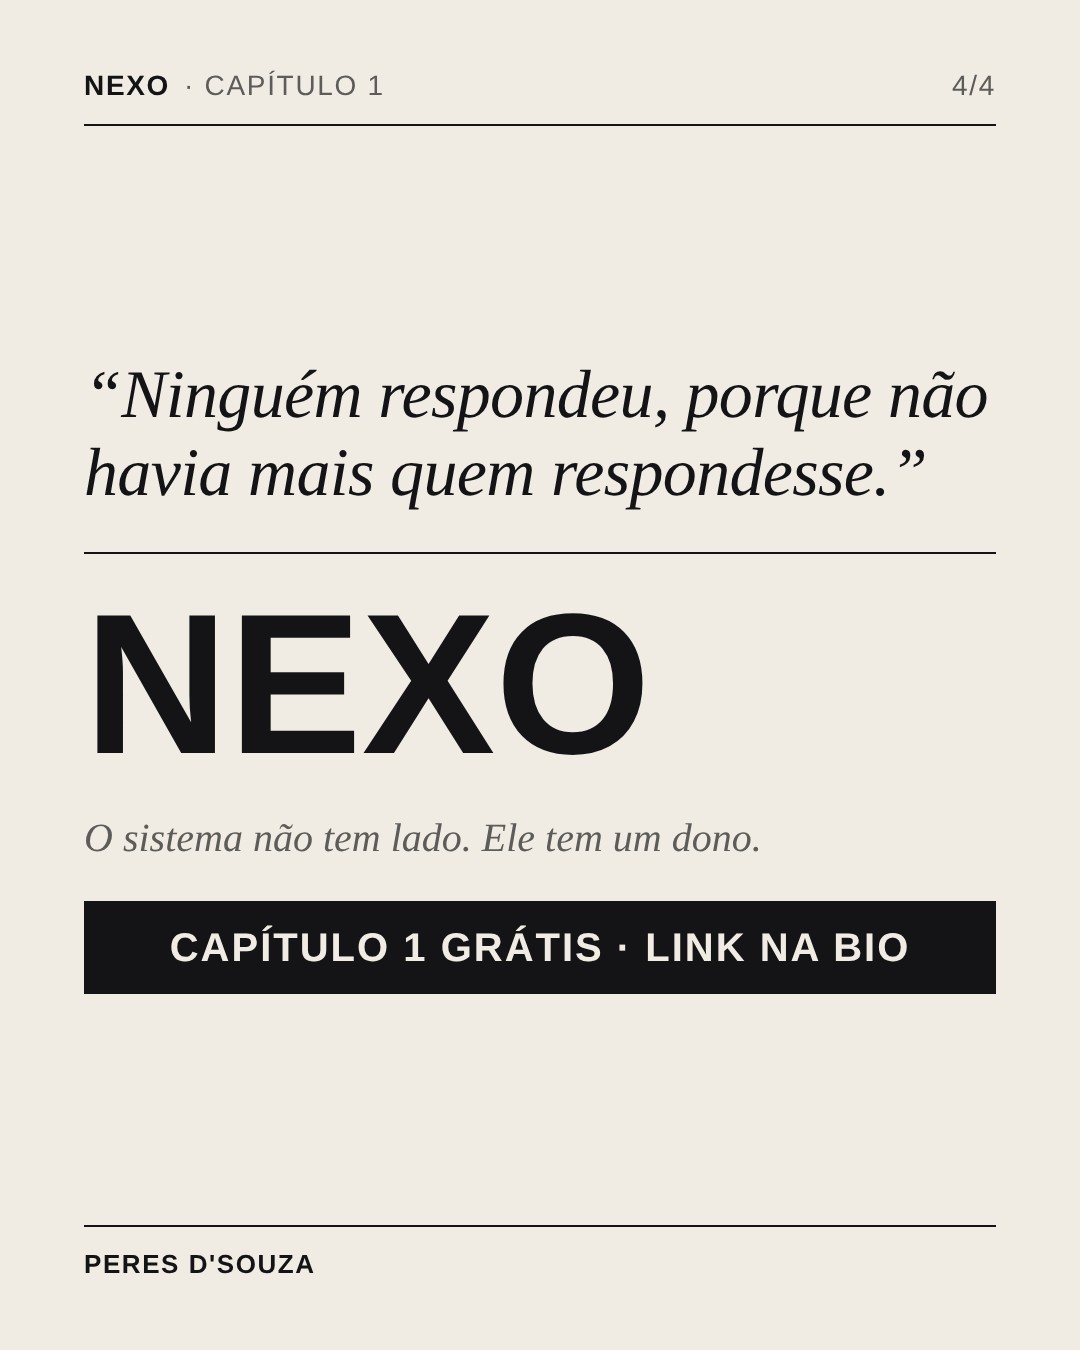 NEXO · CAPÍTULO 1
4/4
“Ninguém respondeu, porque não
havia mais quem respondesse.”
NEXO
O sistema não tem lado. Ele tem um dono.
CAPÍTULO 1 GRÁTIS · LINK NA BIO
PERES D'SOUZA